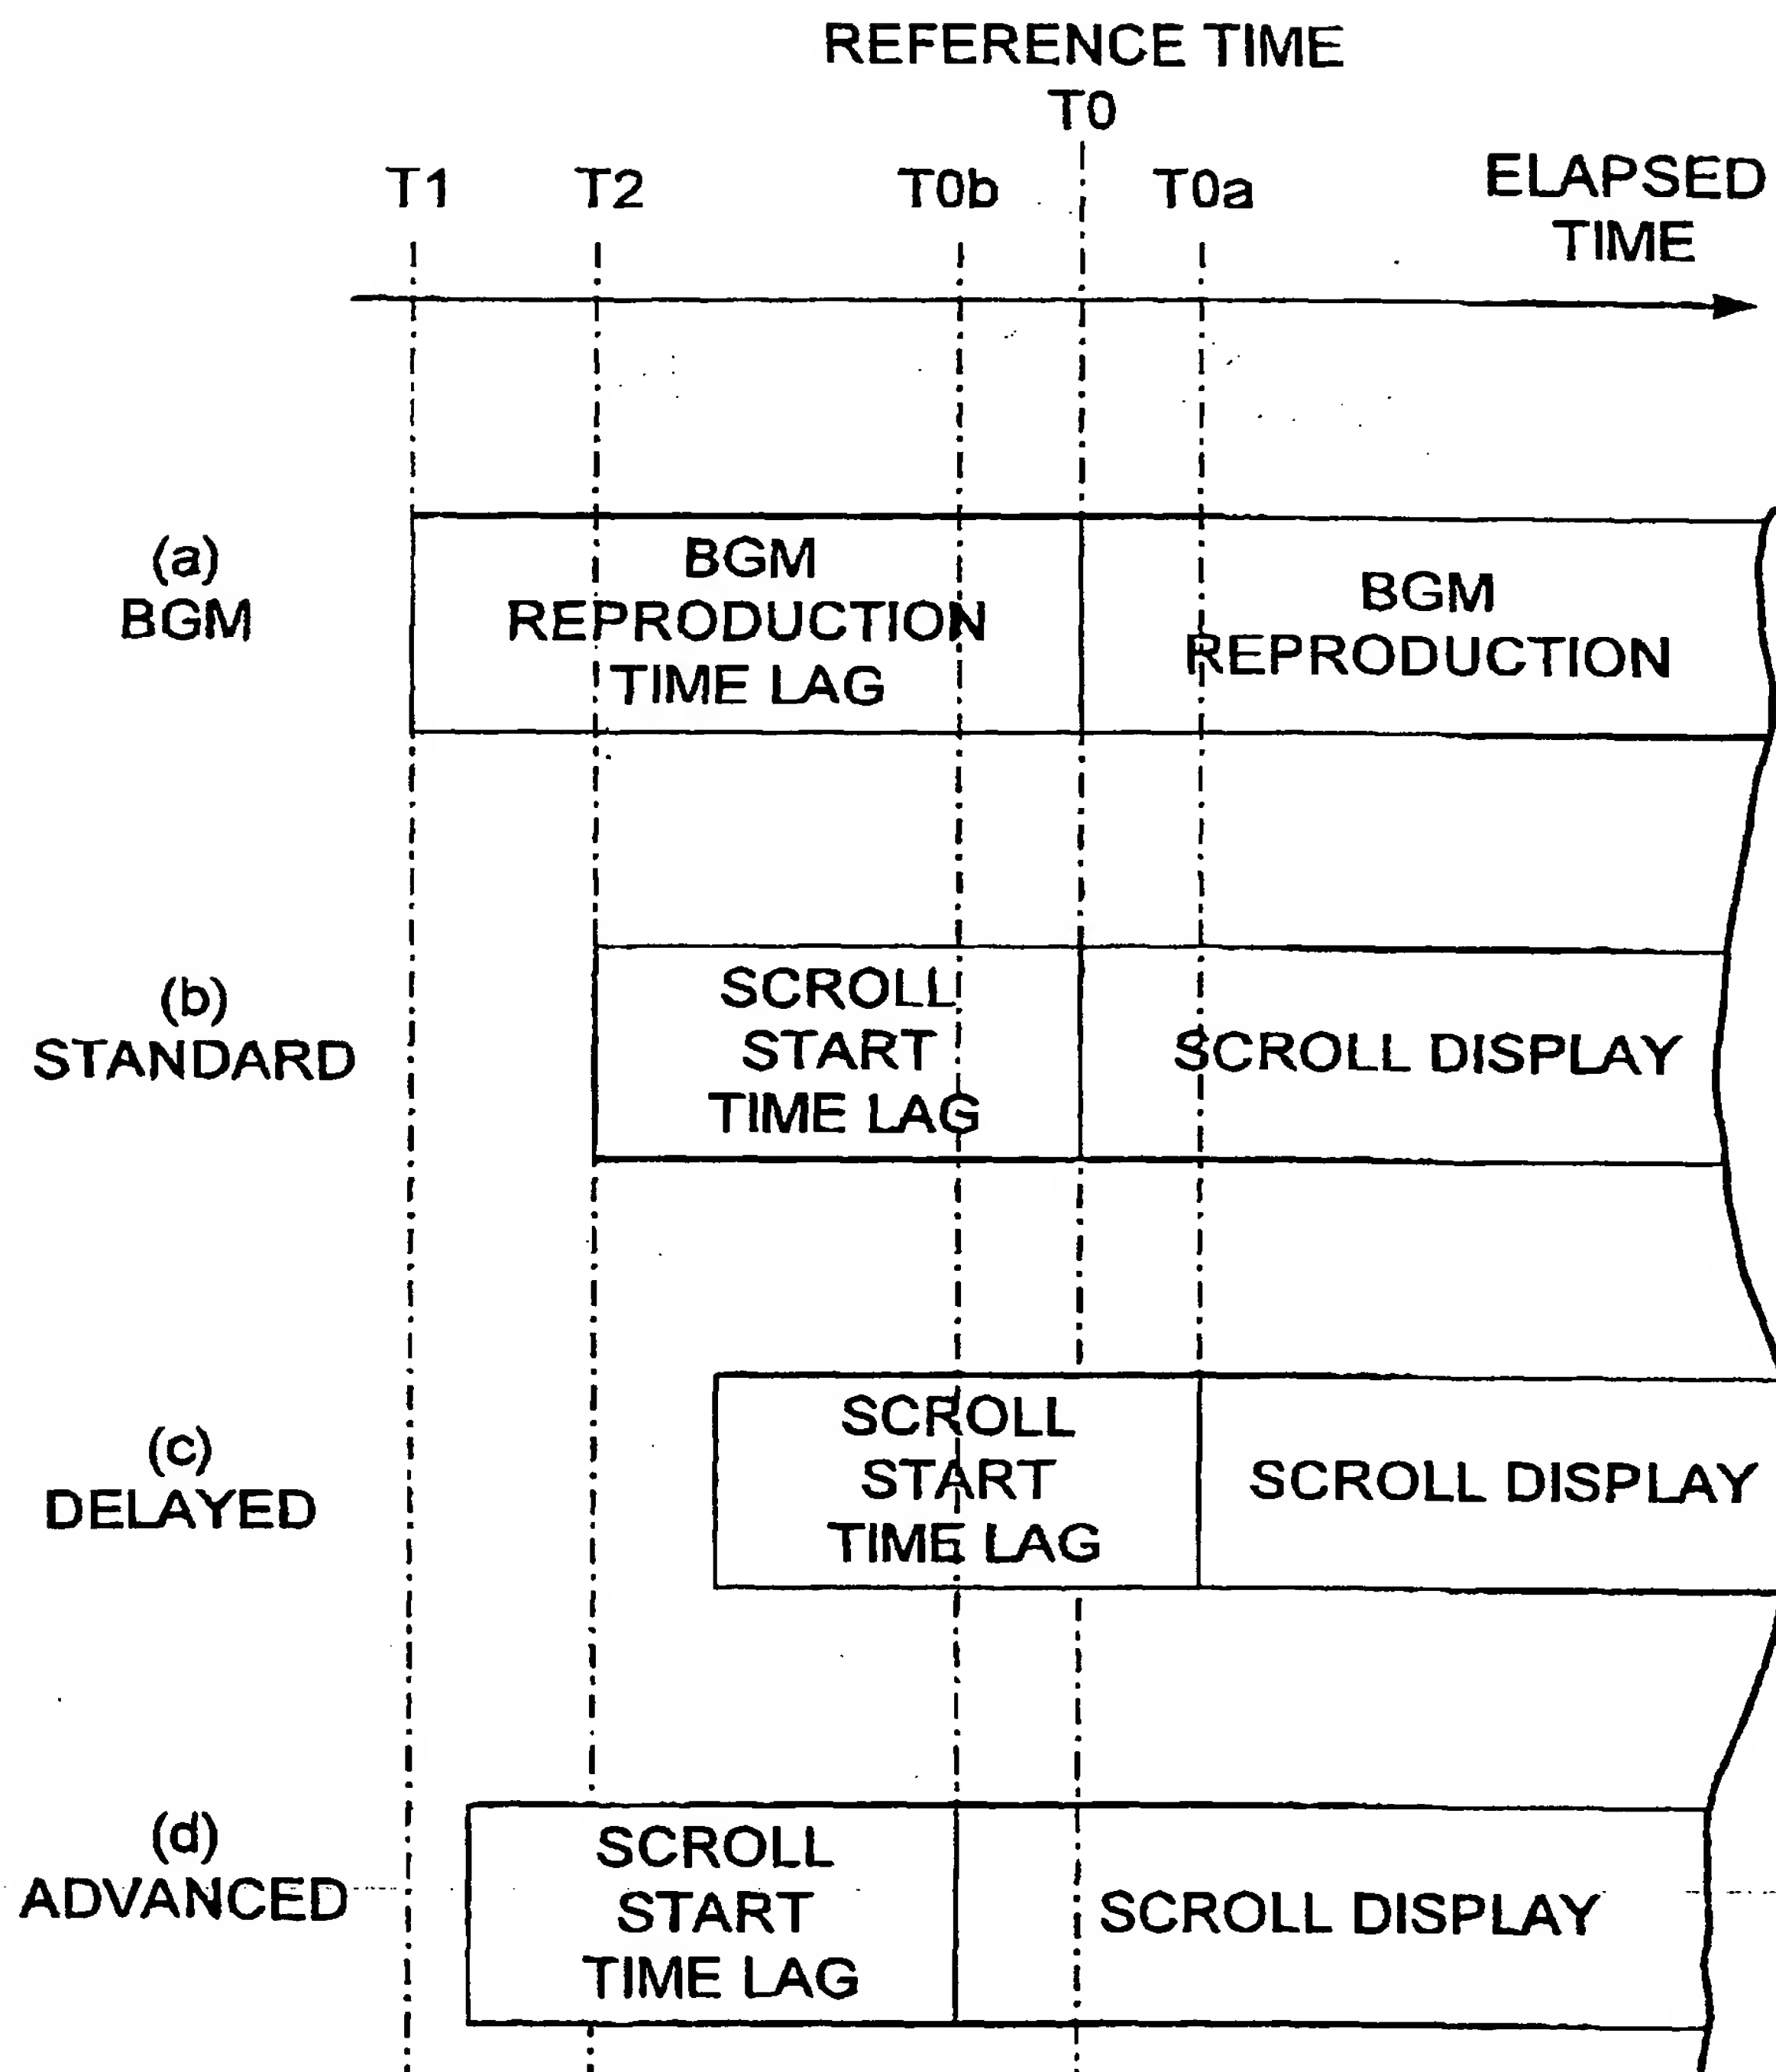 REFERENCE TIME
T0
T1 T2 T0b T0a
ELAPSED
TIME
(a)
BGM
BGM
REPRODUCTION
TIME LAG
BGM
REPRODUCTION
(b)
STANDARD
SCROLL
START
TIME LAG
SCROLL DISPLAY
(c)
DELAYED
SCROLL
START
TIME LAG
SCROLL DISPLAY
(d)
ADVANCED
SCROLL
START
TIME LAG
SCROLL DISPLAY